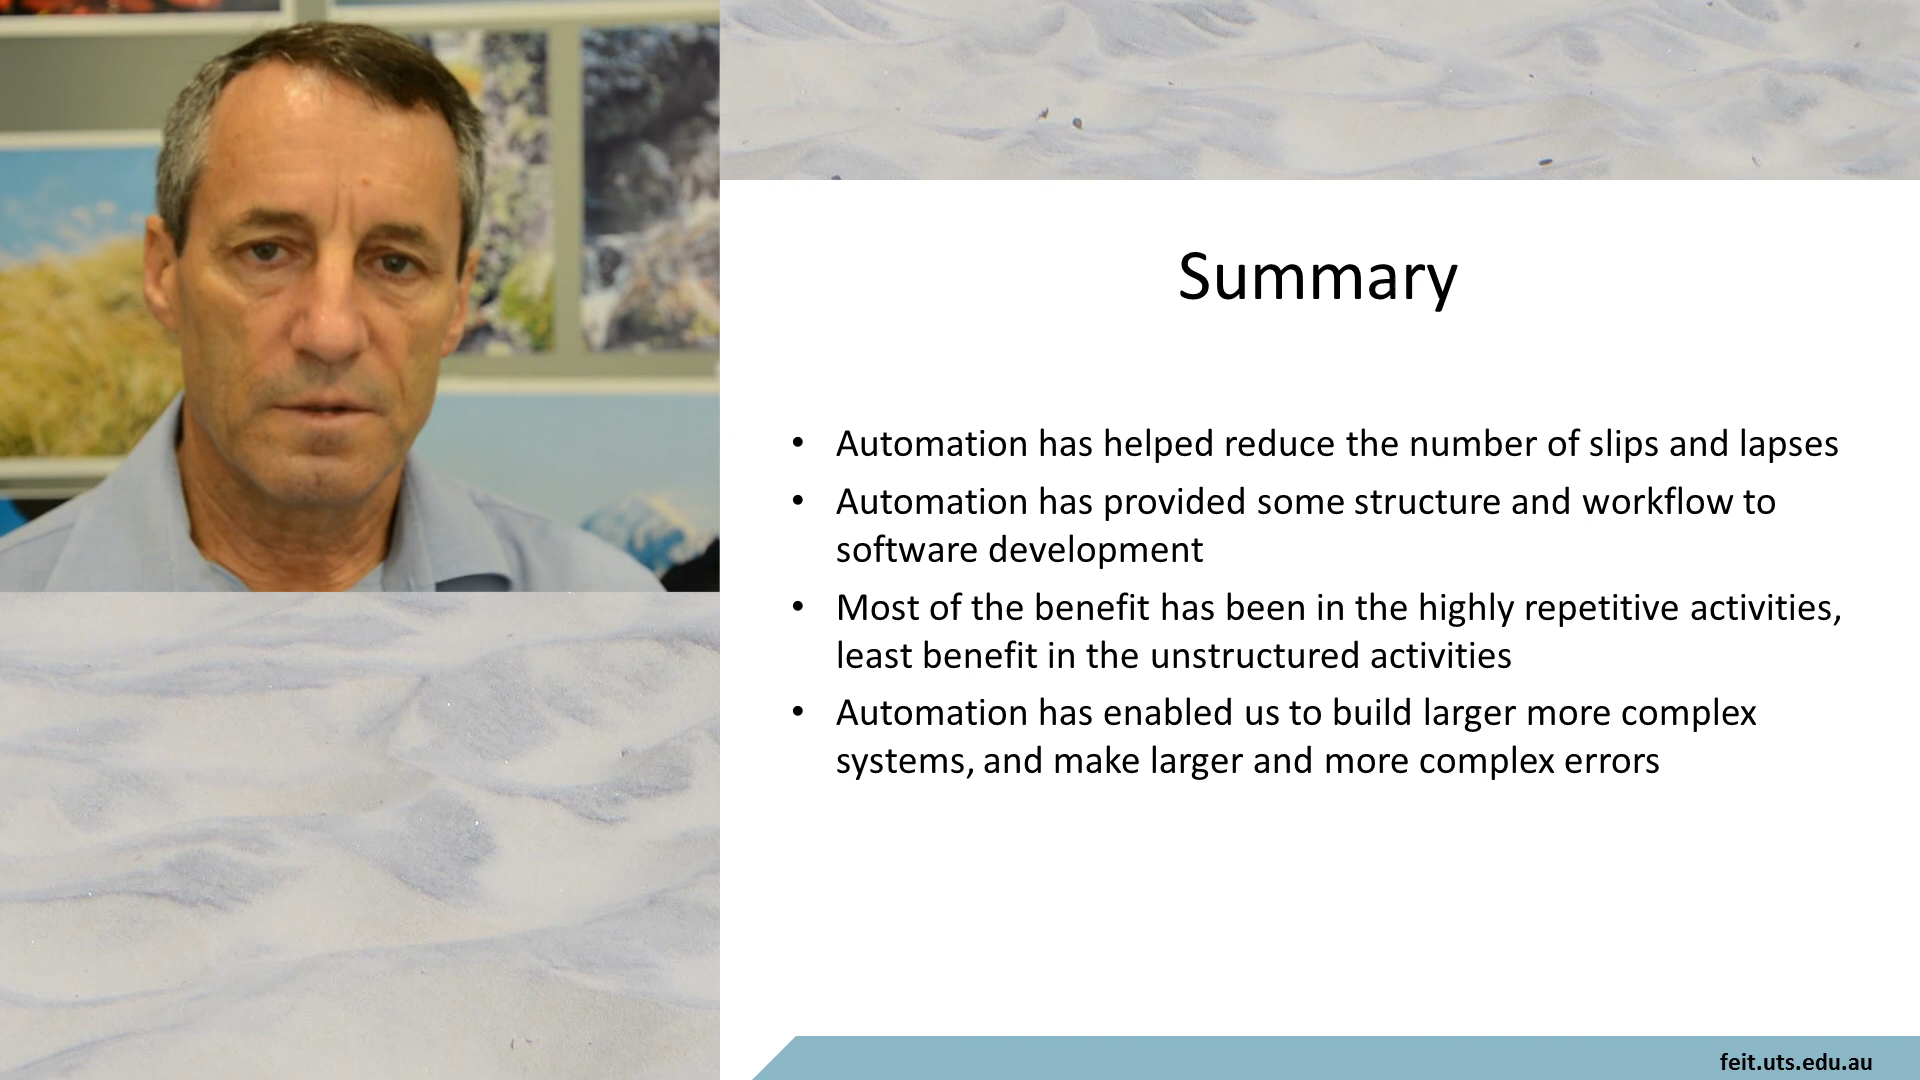 Summary
• Automation has helped reduce the number of slips and lapses
• Automation has provided some structure and workflow to
software development
• Most of the benefit has been in the highly repetitive activities,
least benefit in the unstructured activities
• Automation has enabled us to build larger more complex
systems, and make larger and more complex errors
feit.uts.edu.au